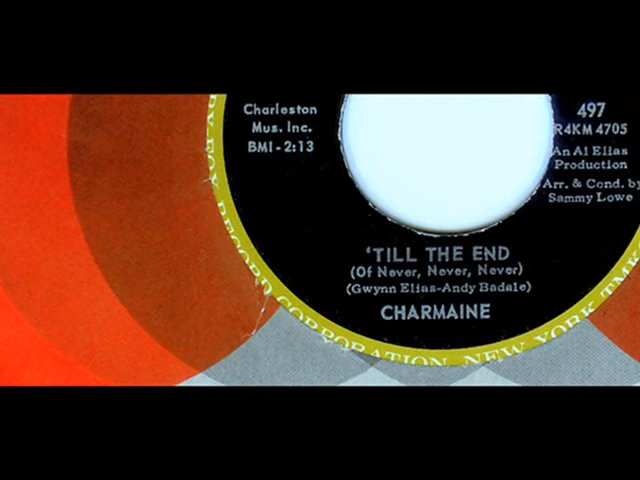 Charleston
Mus. Inc.
BMI - 2:13
497
R4KM 4705
An Al Elias
Production
Arr. & Cond. by
Sammy Lowe
'TILL THE END
(Of Never, Never, Never)
(Gwynn Elias-Andy Badale)
CHARMAINE
RECORD CORPORATION, NEW YORK